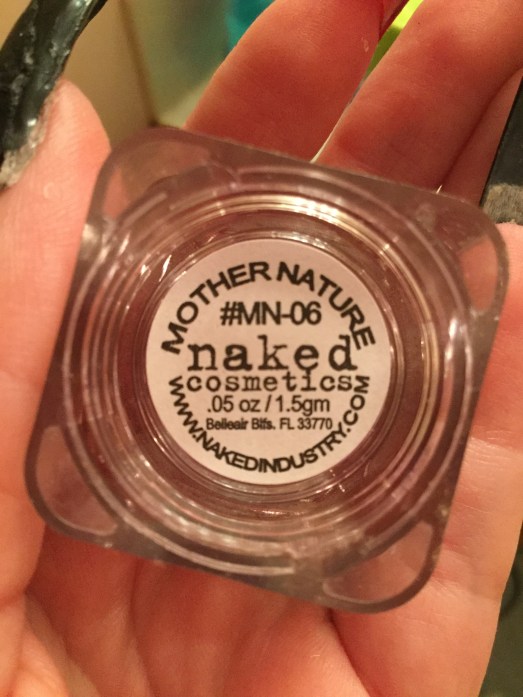 MOTHER NATURE
#MN-06
naked
cosmetics
.05 oz / 1.5gm
Belleair Blfs. FL 33770
WWW.NAKEDINDUSTRY.COM